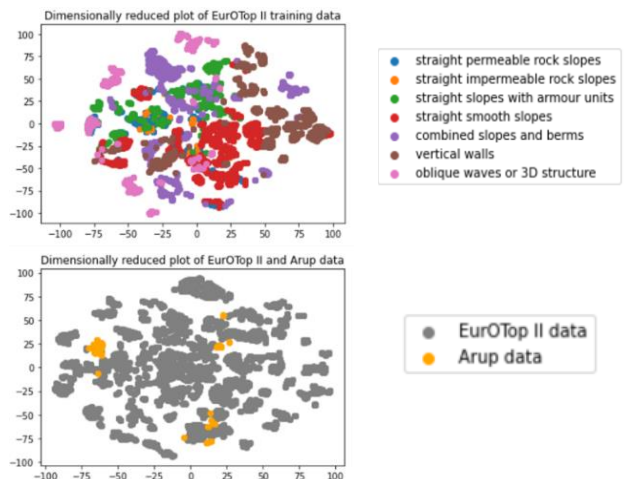 Dimensionally reduced plot of EurOTop II training data
100
75
50
25
0
−25
−50
−75
−100
−100 −75 −50 −25 0 25 50 75 100
straight permeable rock slopes
straight impermeable rock slopes
straight slopes with armour units
straight smooth slopes
combined slopes and berms
vertical walls
oblique waves or 3D structure
Dimensionally reduced plot of EurOTop II and Arup data
100
75
50
25
0
−25
−50
−75
−100
−100 −75 −50 −25 0 25 50 75 100
EurOTop II data
Arup data